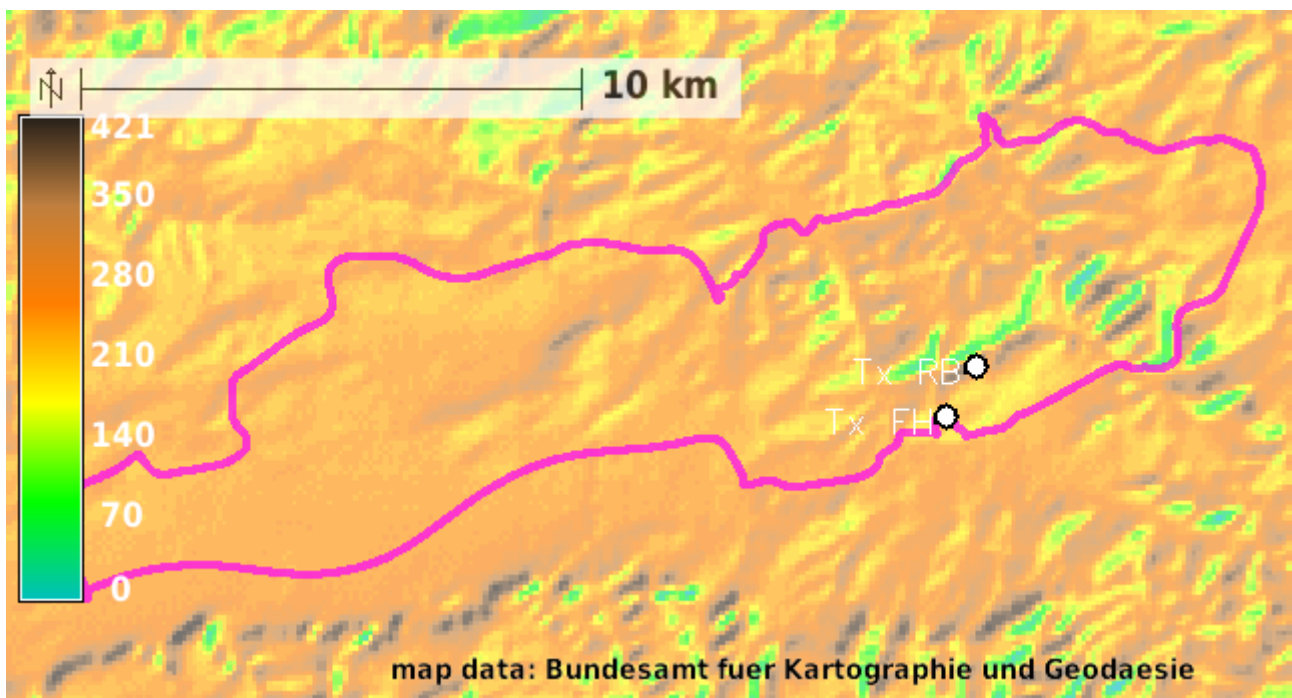 N
10 km
421
350
280
210
140
70
0
Tx RB
Tx FH
map data: Bundesamt fuer Kartographie und Geodaesie